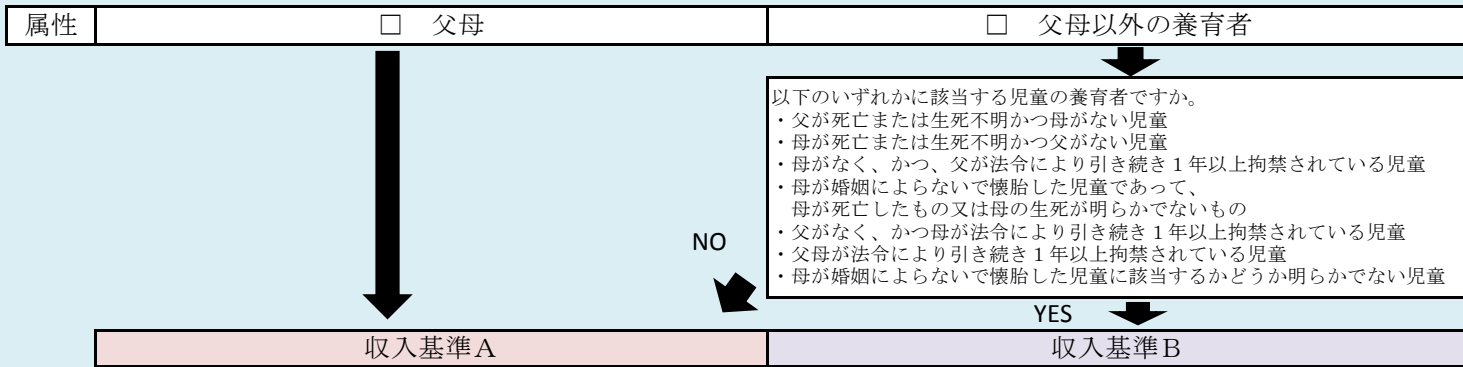 属性
□ 父母
□ 父母以外の養育者
以下のいずれかに該当する児童の養育者ですか。
・父が死亡または生死不明かつ母がない児童
・母が死亡または生死不明かつ父がない児童
・母がなく、かつ、父が法令により引き続き１年以上拘禁されている児童
・母が婚姻によらないで懐胎した児童であって、
母が死亡したもの又は母の生死が明らかでないもの
・父がなく、かつ母が法令により引き続き１年以上拘禁されている児童
・父母が法令により引き続き１年以上拘禁されている児童
・母が婚姻によらないで懐胎した児童に該当するかどうか明らかでない児童
NO
YES
収入基準Ａ
収入基準Ｂ